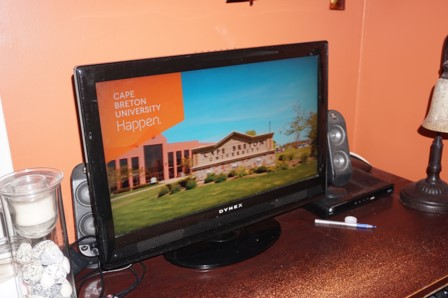 CAPE
BRETON
UNIVERSITY
Happen.
CAPE BRETON
UNIVERSITY
DYNEX